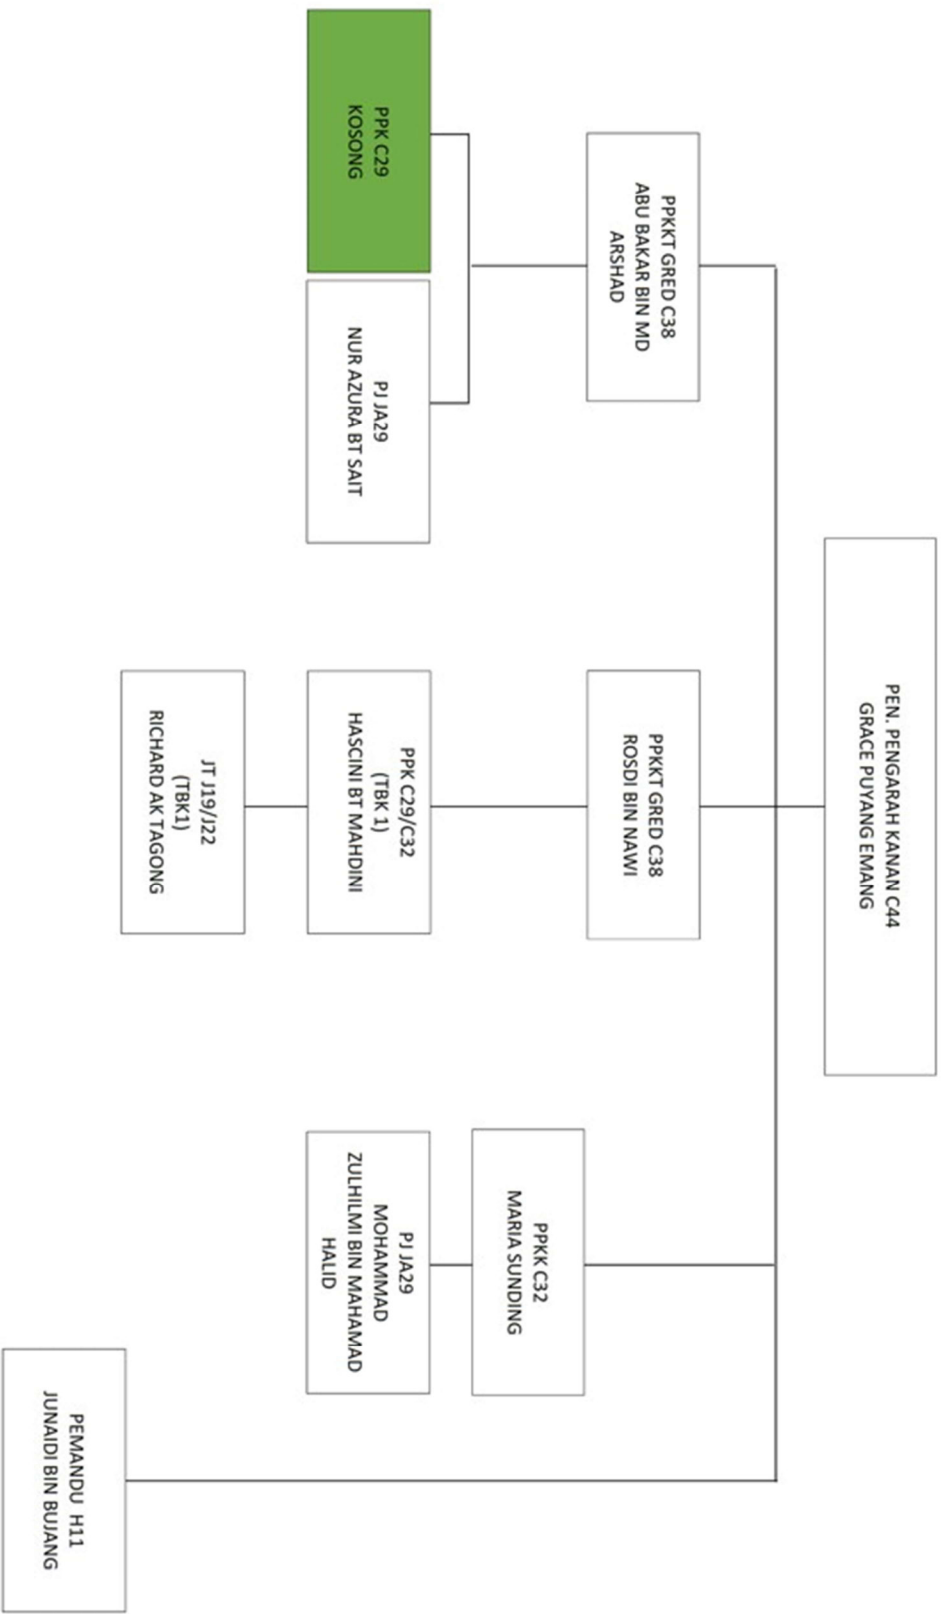 PEN. PENGARAH KANAN C44
GRACE PUYANG EMANG
PPKKT GRED C38
ABU BAKAR BIN MD
ARSHAD
PPKKT GRED C38
ROSDI BIN NAWI
PPKK C32
MARIA SUNDING
PPK C29
KOSONG
PJ JA29
NUR AZURA BT SAIT
PPK C29/C32
(TBK 1)
HASCINI BT MAHDINI
PJ JA29
MOHAMMAD
ZULHILMI BIN MAHAMAD
HALID
JT J19/J22
(TBK1)
RICHARD AK TAGONG
PEMANDU H11
JUNAIDI BIN BUJANG